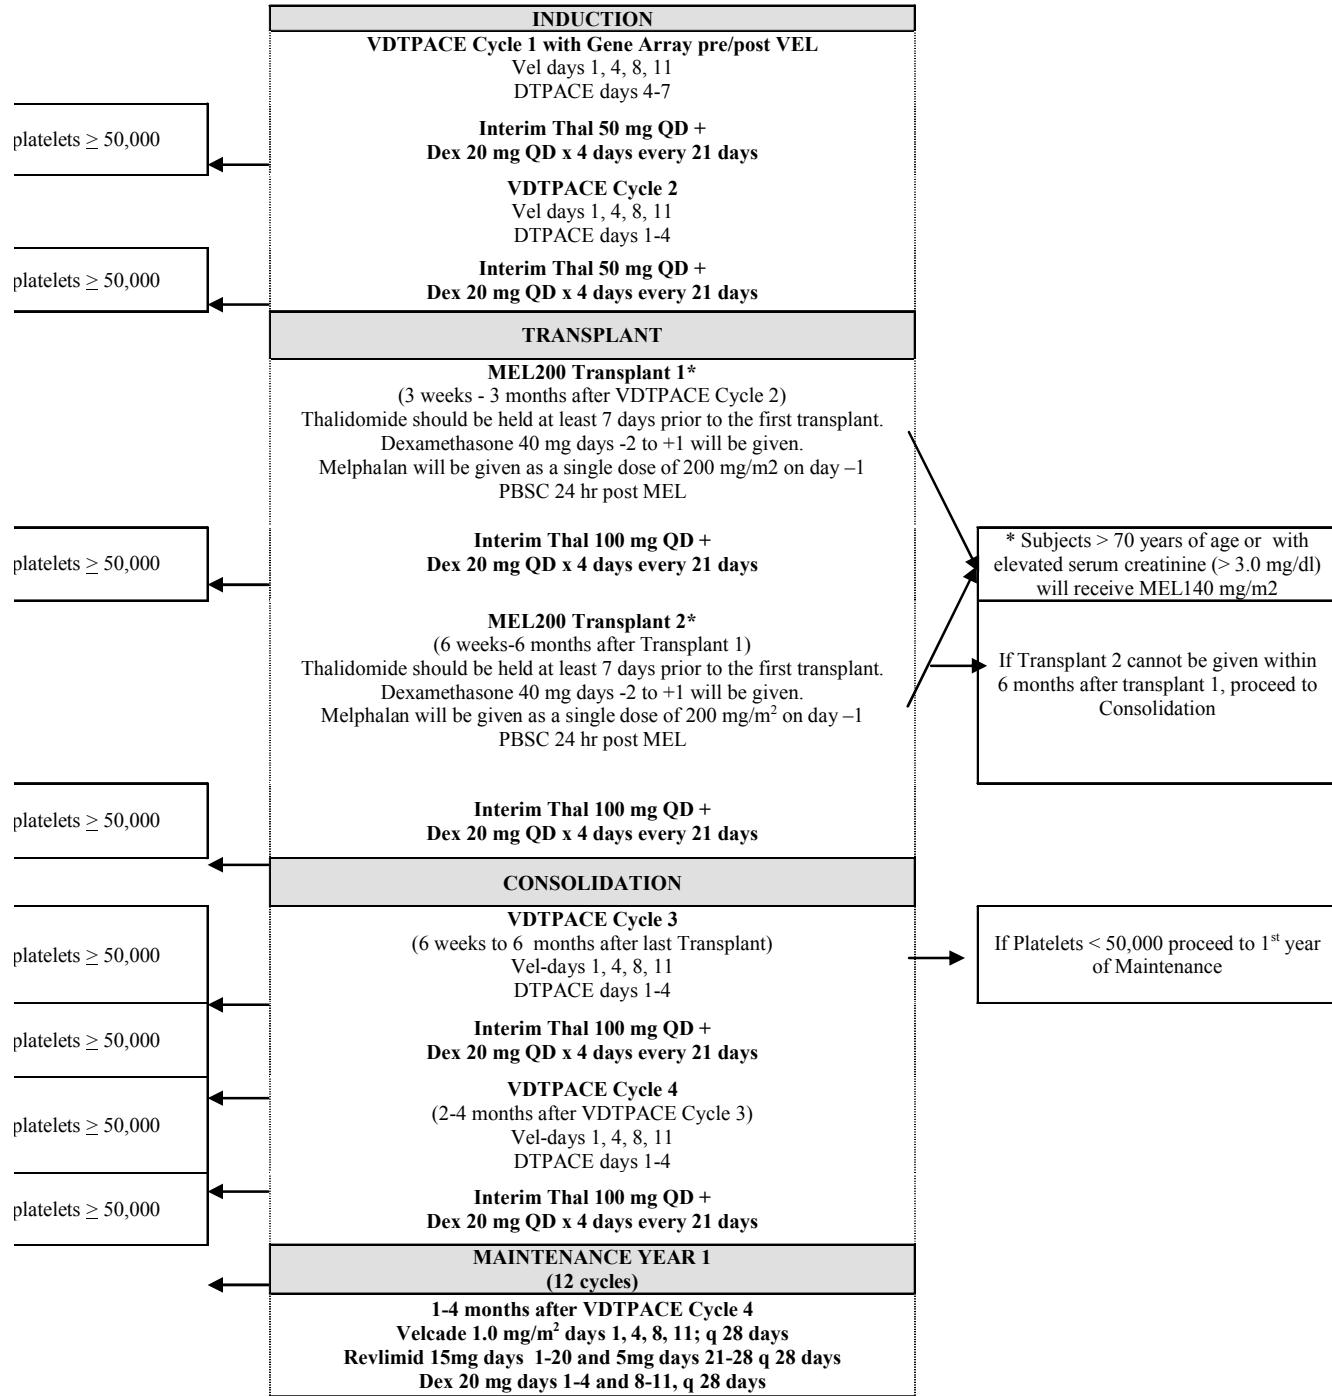 INDUCTION
VDTPACE Cycle 1 with Gene Array pre/post VEL
Vel days 1, 4, 8, 11
DTPACE days 4-7
platelets ≥ 50,000
Interim Thal 50 mg QD +
Dex 20 mg QD x 4 days every 21 days
VDTPACE Cycle 2
Vel days 1, 4, 8, 11
DTPACE days 1-4
platelets ≥ 50,000
Interim Thal 50 mg QD +
Dex 20 mg QD x 4 days every 21 days
TRANSPLANT
MEL200 Transplant 1*
(3 weeks - 3 months after VDTPACE Cycle 2)
Thalidomide should be held at least 7 days prior to the first transplant.
Dexamethasone 40 mg days -2 to +1 will be given.
Melphalan will be given as a single dose of 200 mg/m2 on day –1
PBSC 24 hr post MEL
platelets ≥ 50,000
Interim Thal 100 mg QD +
Dex 20 mg QD x 4 days every 21 days
* Subjects > 70 years of age or with
elevated serum creatinine (> 3.0 mg/dl)
will receive MEL140 mg/m2
MEL200 Transplant 2*
(6 weeks-6 months after Transplant 1)
Thalidomide should be held at least 7 days prior to the first transplant.
Dexamethasone 40 mg days -2 to +1 will be given.
Melphalan will be given as a single dose of 200 mg/m² on day –1
PBSC 24 hr post MEL
If Transplant 2 cannot be given within
6 months after transplant 1, proceed to
Consolidation
platelets ≥ 50,000
Interim Thal 100 mg QD +
Dex 20 mg QD x 4 days every 21 days
CONSOLIDATION
platelets ≥ 50,000
VDTPACE Cycle 3
(6 weeks to 6 months after last Transplant)
Vel-days 1, 4, 8, 11
DTPACE days 1-4
If Platelets < 50,000 proceed to 1st year
of Maintenance
platelets ≥ 50,000
Interim Thal 100 mg QD +
Dex 20 mg QD x 4 days every 21 days
platelets ≥ 50,000
VDTPACE Cycle 4
(2-4 months after VDTPACE Cycle 3)
Vel-days 1, 4, 8, 11
DTPACE days 1-4
platelets ≥ 50,000
Interim Thal 100 mg QD +
Dex 20 mg QD x 4 days every 21 days
MAINTENANCE YEAR 1
(12 cycles)
1-4 months after VDTPACE Cycle 4
Velcade 1.0 mg/m² days 1, 4, 8, 11; q 28 days
Revlimid 15mg days 1-20 and 5mg days 21-28 q 28 days
Dex 20 mg days 1-4 and 8-11, q 28 days